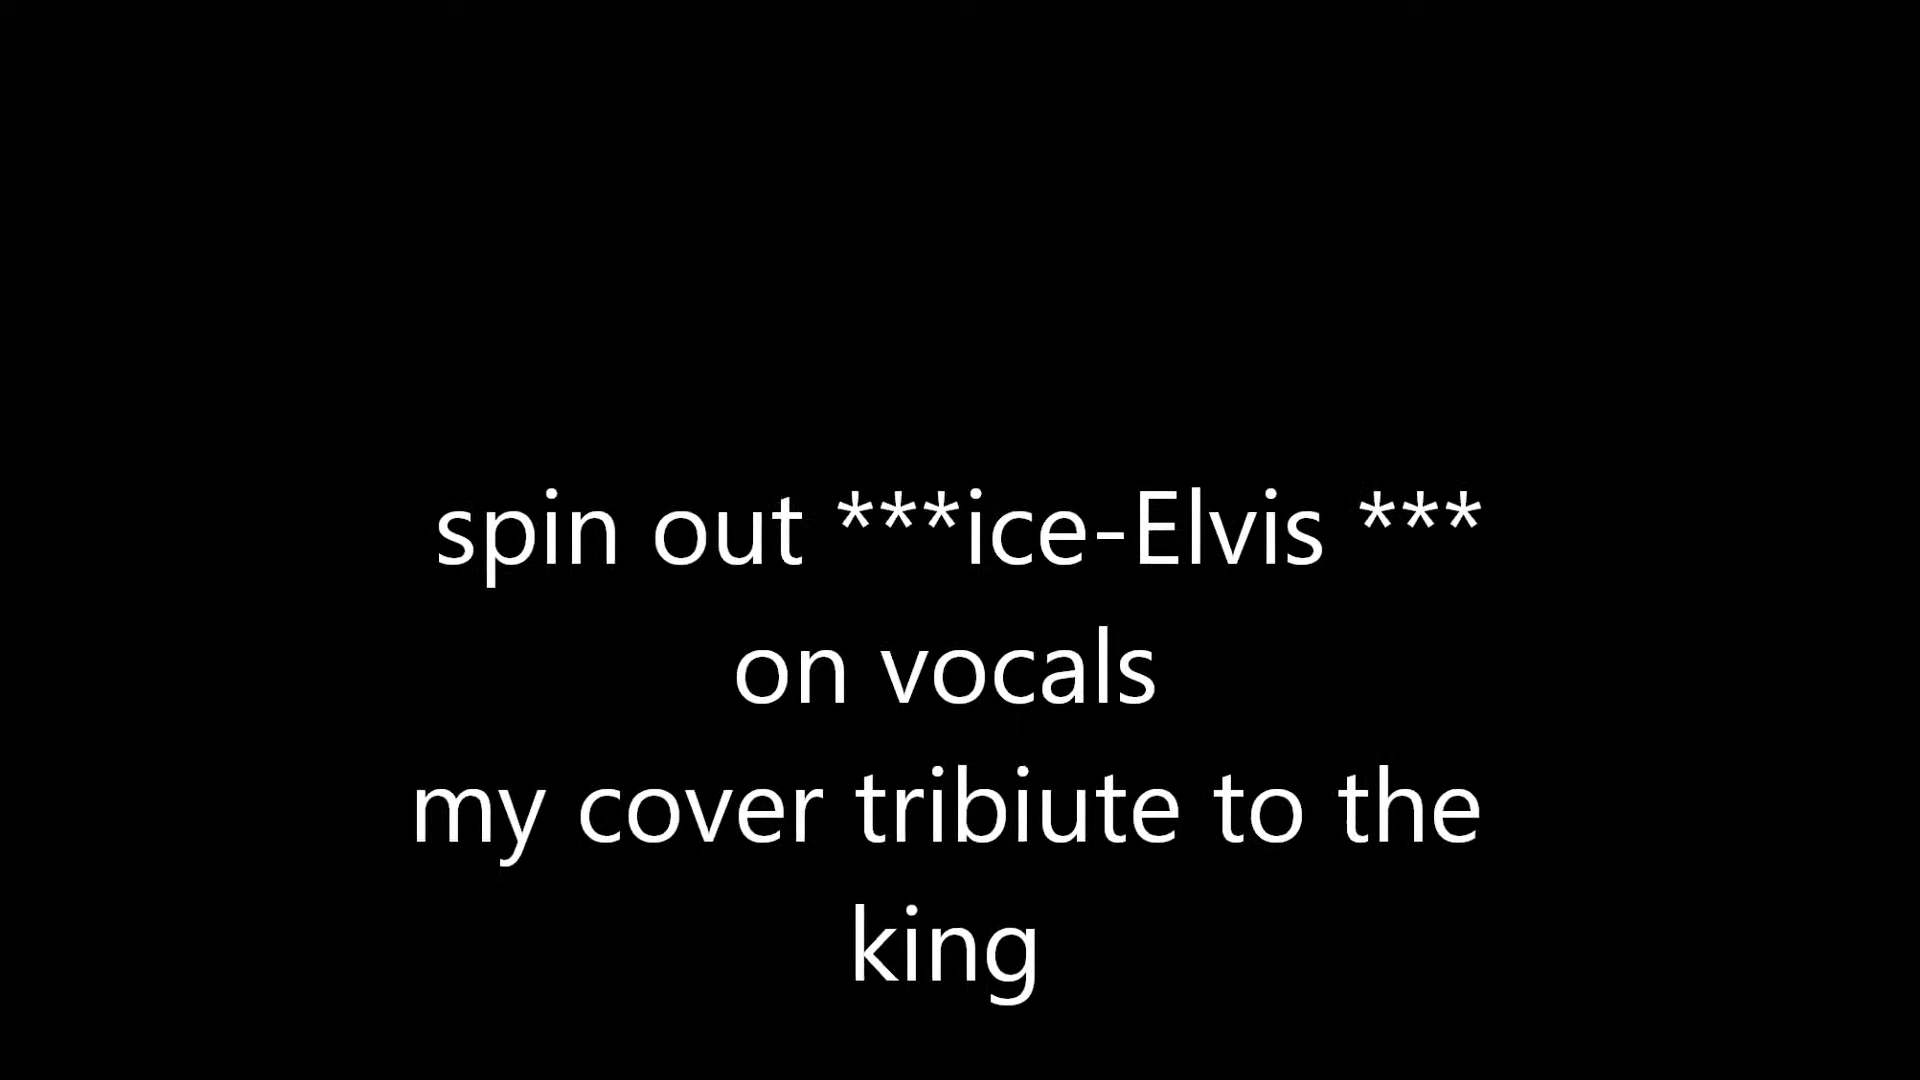 spin out ***ice-Elvis ***
on vocals
my cover tribiute to the
king